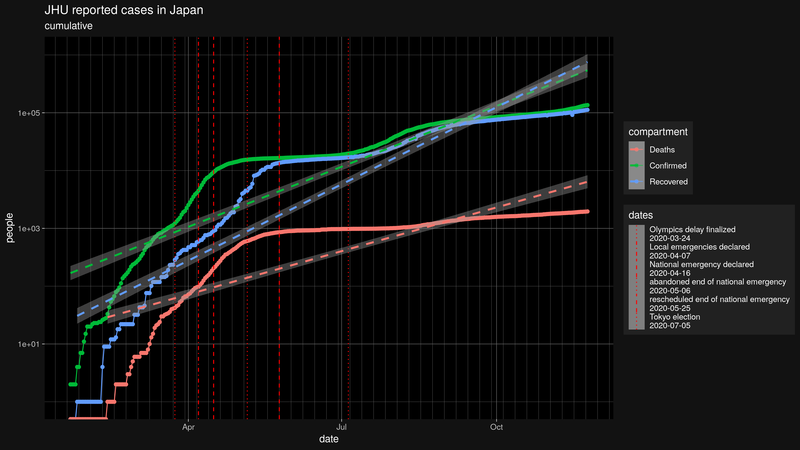 JHU reported cases in Japan
cumulative
people
1e+05
1e+03
1e+01
Apr
Jul
Oct
date
compartment
Deaths
Confirmed
Recovered
dates
Olympics delay finalized
2020-03-24
Local emergencies declared
2020-04-07
National emergency declared
2020-04-16
abandoned end of national emergency
2020-05-06
rescheduled end of national emergency
2020-05-25
Tokyo election
2020-07-05